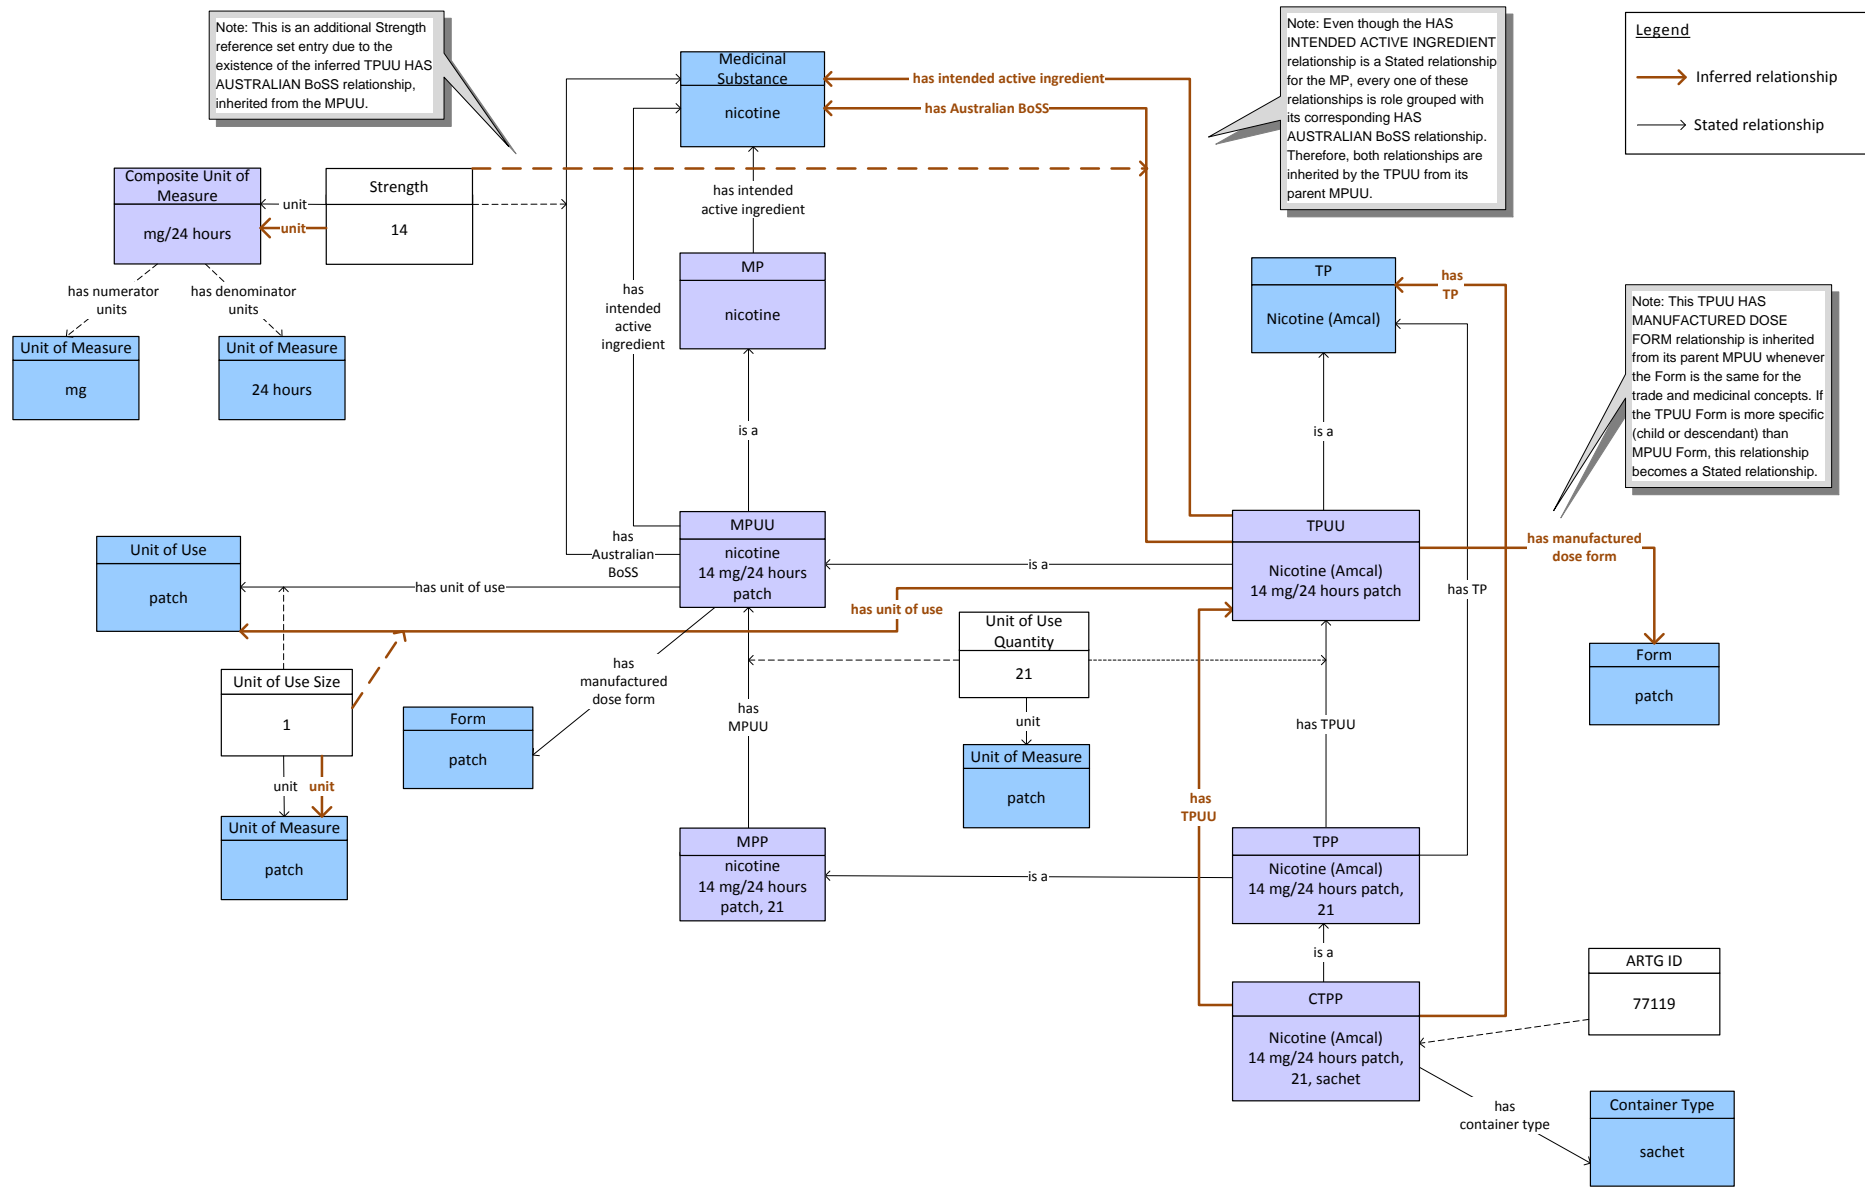 Note: This is an additional Strength
reference set entry due to the
existence of the inferred TPUU HAS
AUSTRALIAN BoSS relationship,
inherited from the MPUU.
Medicinal
Substance
nicotine
has intended active ingredient
has Australian BoSS
Note: Even though the HAS
INTENDED ACTIVE INGREDIENT
relationship is a Stated relationship
for the MP, every one of these
relationships is role grouped with
its corresponding HAS
AUSTRALIAN BoSS relationship.
Therefore, both relationships are
inherited by the TPUU from its
parent MPUU.
Legend
Inferred relationship
Stated relationship
Composite Unit of
Measure
mg/24 hours
unit
unit
Strength
14
has intended
active ingredient
has numerator
units
has denominator
units
Unit of Measure
mg
Unit of Measure
24 hours
has
intended
active
ingredient
MP
nicotine
TP
Nicotine (Amcal)
has
TP
Note: This TPUU HAS
MANUFACTURED DOSE
FORM relationship is inherited
from its parent MPUU whenever
the Form is the same for the
trade and medicinal concepts. If
the TPUU Form is more specific
(child or descendant) than
MPUU Form, this relationship
becomes a Stated relationship.
is a
is a
Unit of Use
patch
has unit of use
has
Australian
BoSS
MPUU
nicotine
14 mg/24 hours
patch
is a
has unit of use
TPUU
Nicotine (Amcal)
14 mg/24 hours patch
has TP
has manufactured
dose form
Form
patch
Unit of Use Size
1
unit
unit
Unit of Measure
patch
has
manufactured
dose form
Form
patch
has
MPUU
Unit of Use
Quantity
21
unit
Unit of Measure
patch
has TPUU
has
TPUU
MPP
nicotine
14 mg/24 hours
patch, 21
is a
TPP
Nicotine (Amcal)
14 mg/24 hours patch,
21
is a
CTPP
Nicotine (Amcal)
14 mg/24 hours patch,
21, sachet
ARTG ID
77119
has
container type
Container Type
sachet